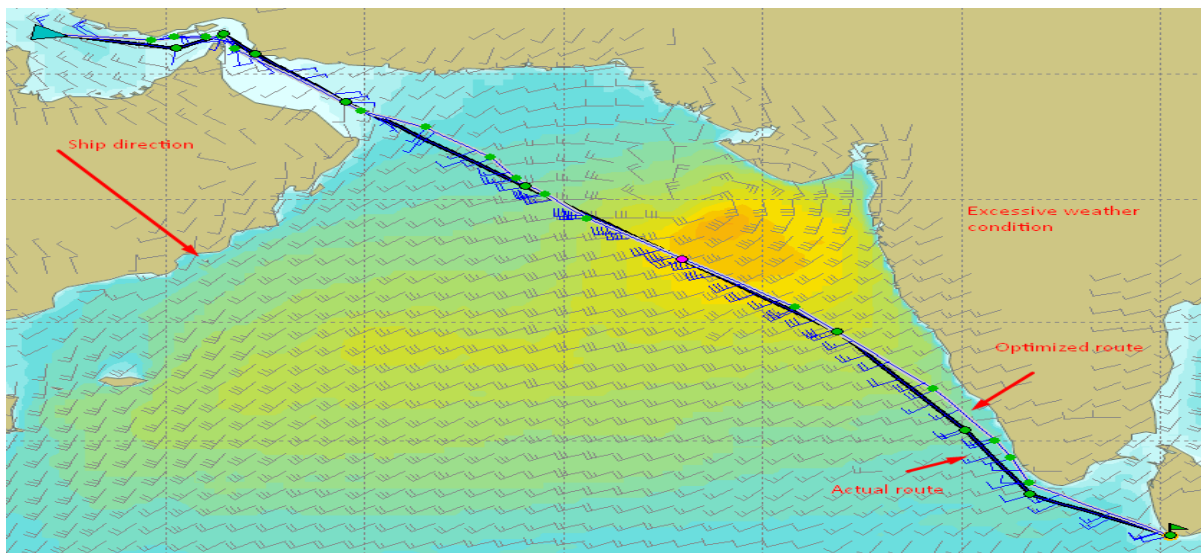 Ship direction
Excessive weather
condition
Optimized route
Actual route